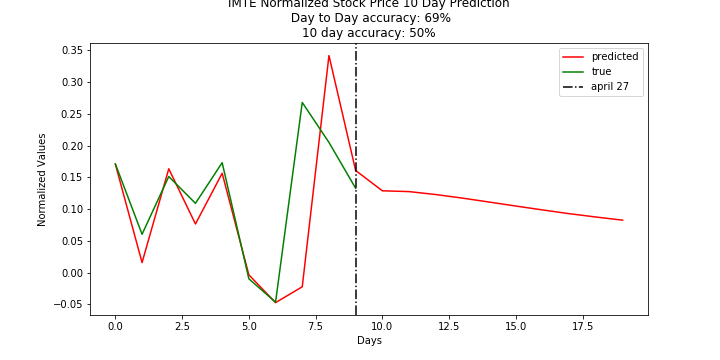 IMTE Normalized Stock Price 10 Day Prediction
Day to Day accuracy: 69%
10 day accuracy: 50%
predicted
true
april 27
Normalized Values
0.35
0.30
0.25
0.20
0.15
0.10
0.05
0.00
−0.05
0.0 2.5 5.0 7.5 10.0 12.5 15.0 17.5
Days